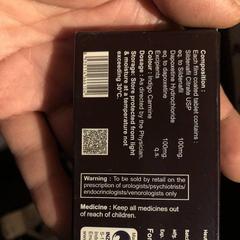 Composition :
Each film coated tablet contains :
Sildenafil Citrate USP
eq. to Sildenafil 100mg.
Dapoxetine Hydrochloride
eq. to dapoxetine 100mg.
Excipients q.s.
Colour : Indigo Carmine
Dosage : As directed by the Physician.
Storage: Store protected from light
& moisture at a temperature not
exceeding 30°C.
Warning : To be sold by retail on the
prescription of urologists/psychiatrists/
endocrinologists/venerologists only
Medicine : Keep all medicines out
of reach of children.